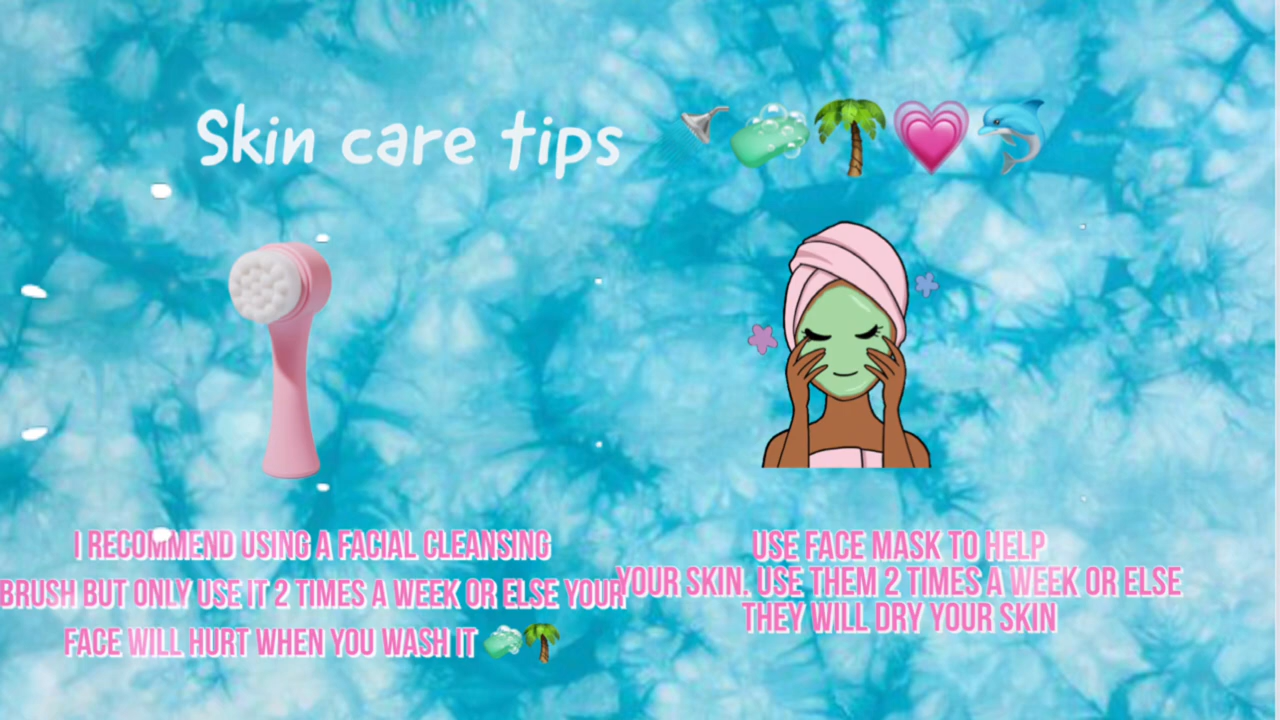 Skin care tips 🚿🧼🌴💗🐬
I RECOMMEND USING A FACIAL CLEANSING
BRUSH BUT ONLY USE IT 2 TIMES A WEEK OR ELSE YOUR
FACE WILL HURT WHEN YOU WASH IT 🧼🌴
USE FACE MASK TO HELP
YOUR SKIN. USE THEM 2 TIMES A WEEK OR ELSE
THEY WILL DRY YOUR SKIN